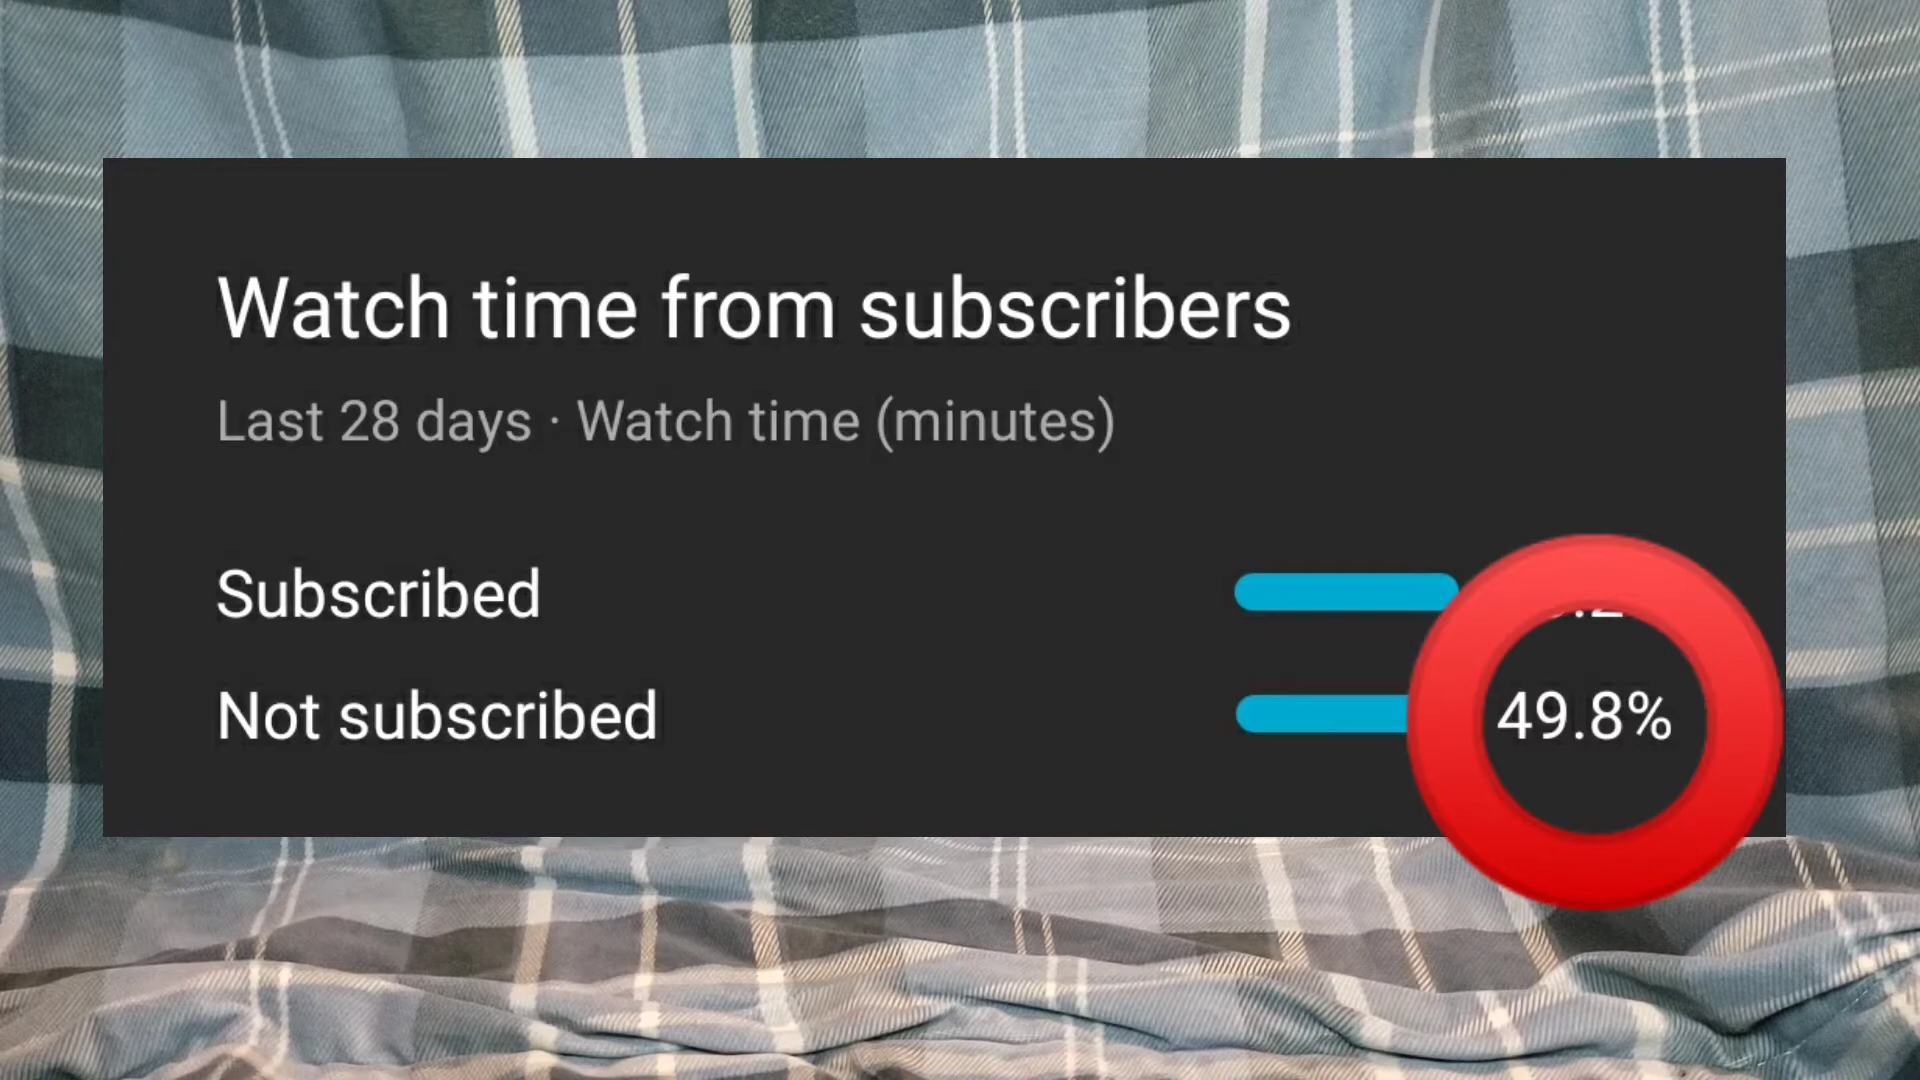 Watch time from subscribers
Last 28 days · Watch time (minutes)
Subscribed
Not subscribed 49.8%